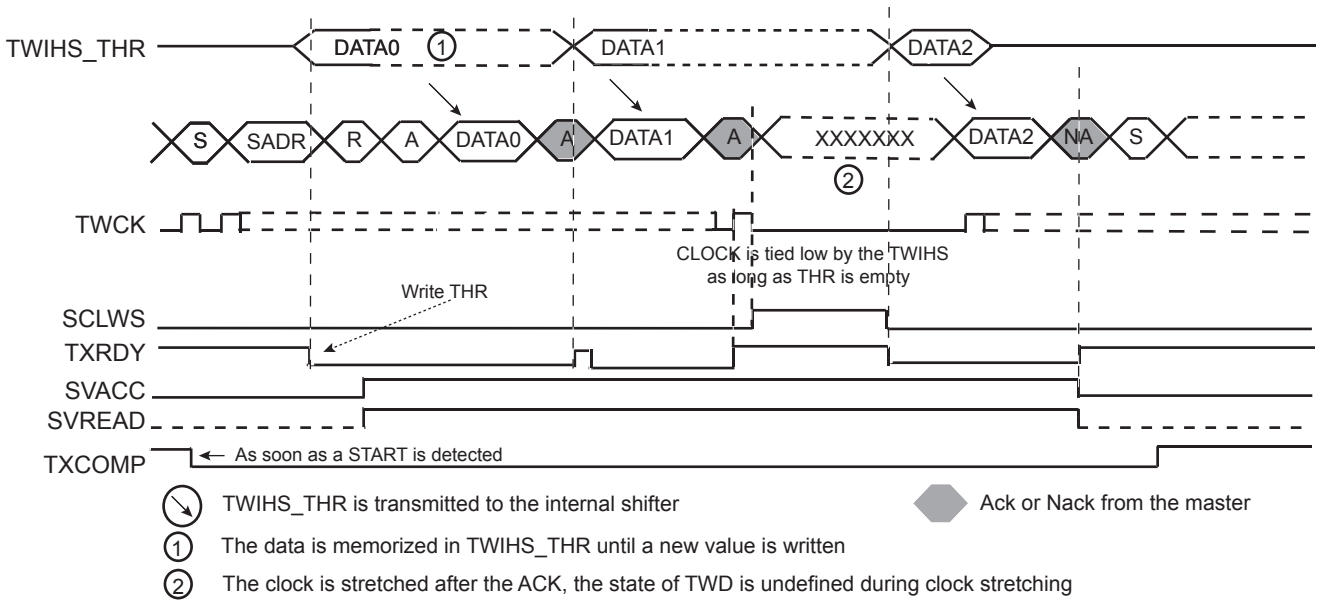 TWIHS_THR DATA0 1 DATA1 DATA2
S SADR R A DATA0 A DATA1 A XXXXXXX DATA2 NA S
2
TWCK
CLOCK is tied low by the TWIHS
as long as THR is empty
Write THR
SCLWS
TXRDY
SVACC
SVREAD
TXCOMP As soon as a START is detected
TWIHS_THR is transmitted to the internal shifter
Ack or Nack from the master
1 The data is memorized in TWIHS_THR until a new value is written
2 The clock is stretched after the ACK, the state of TWD is undefined during clock stretching